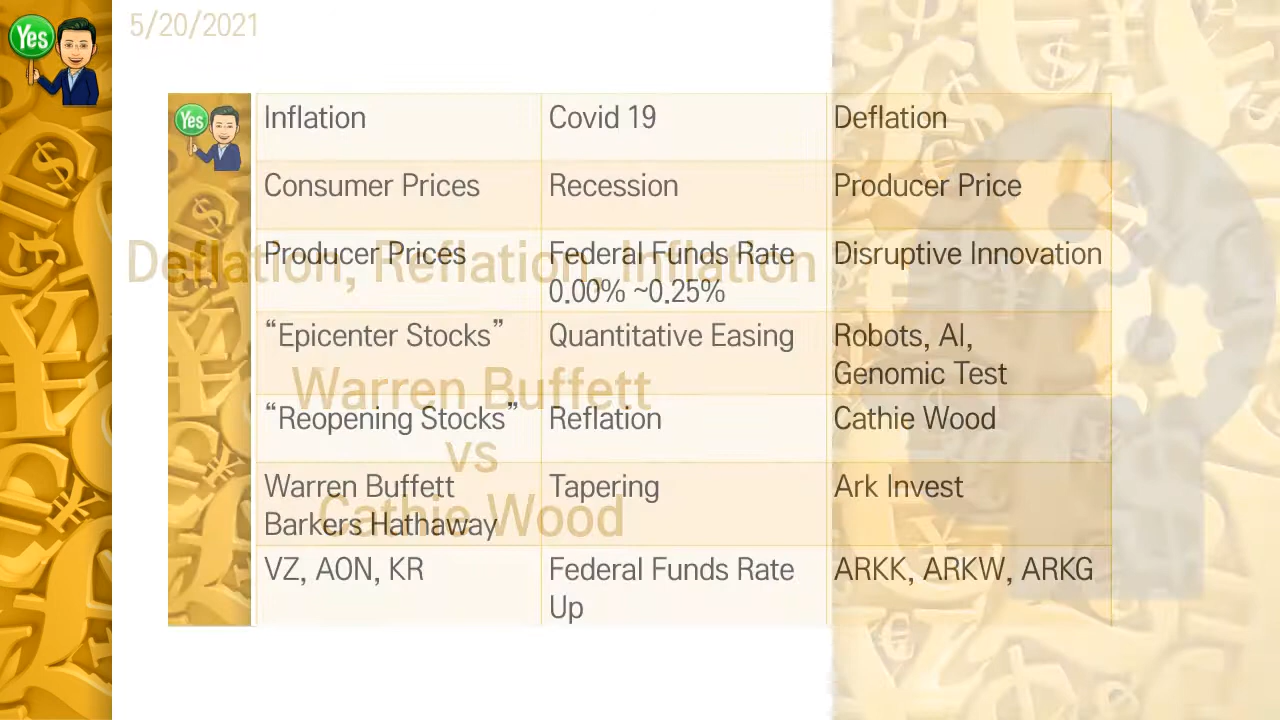 Yes
5/20/2021
Yes
Inflation
Covid 19
Deflation
Consumer Prices
Recession
Producer Price
Producer Prices
Federal Funds Rate
0.00% ~0.25%
Disruptive Innovation
Deflation, Reflation, Inflation
“Epicenter Stocks”
Quantitative Easing
Robots, AI,
Genomic Test
Warren Buffett
“Reopening Stocks”
Reflation
Cathie Wood
vs
Warren Buffett
Barkers Hathaway
Tapering
Ark Invest
Cathie Wood
VZ, AON, KR
Federal Funds Rate
Up
ARKK, ARKW, ARKG